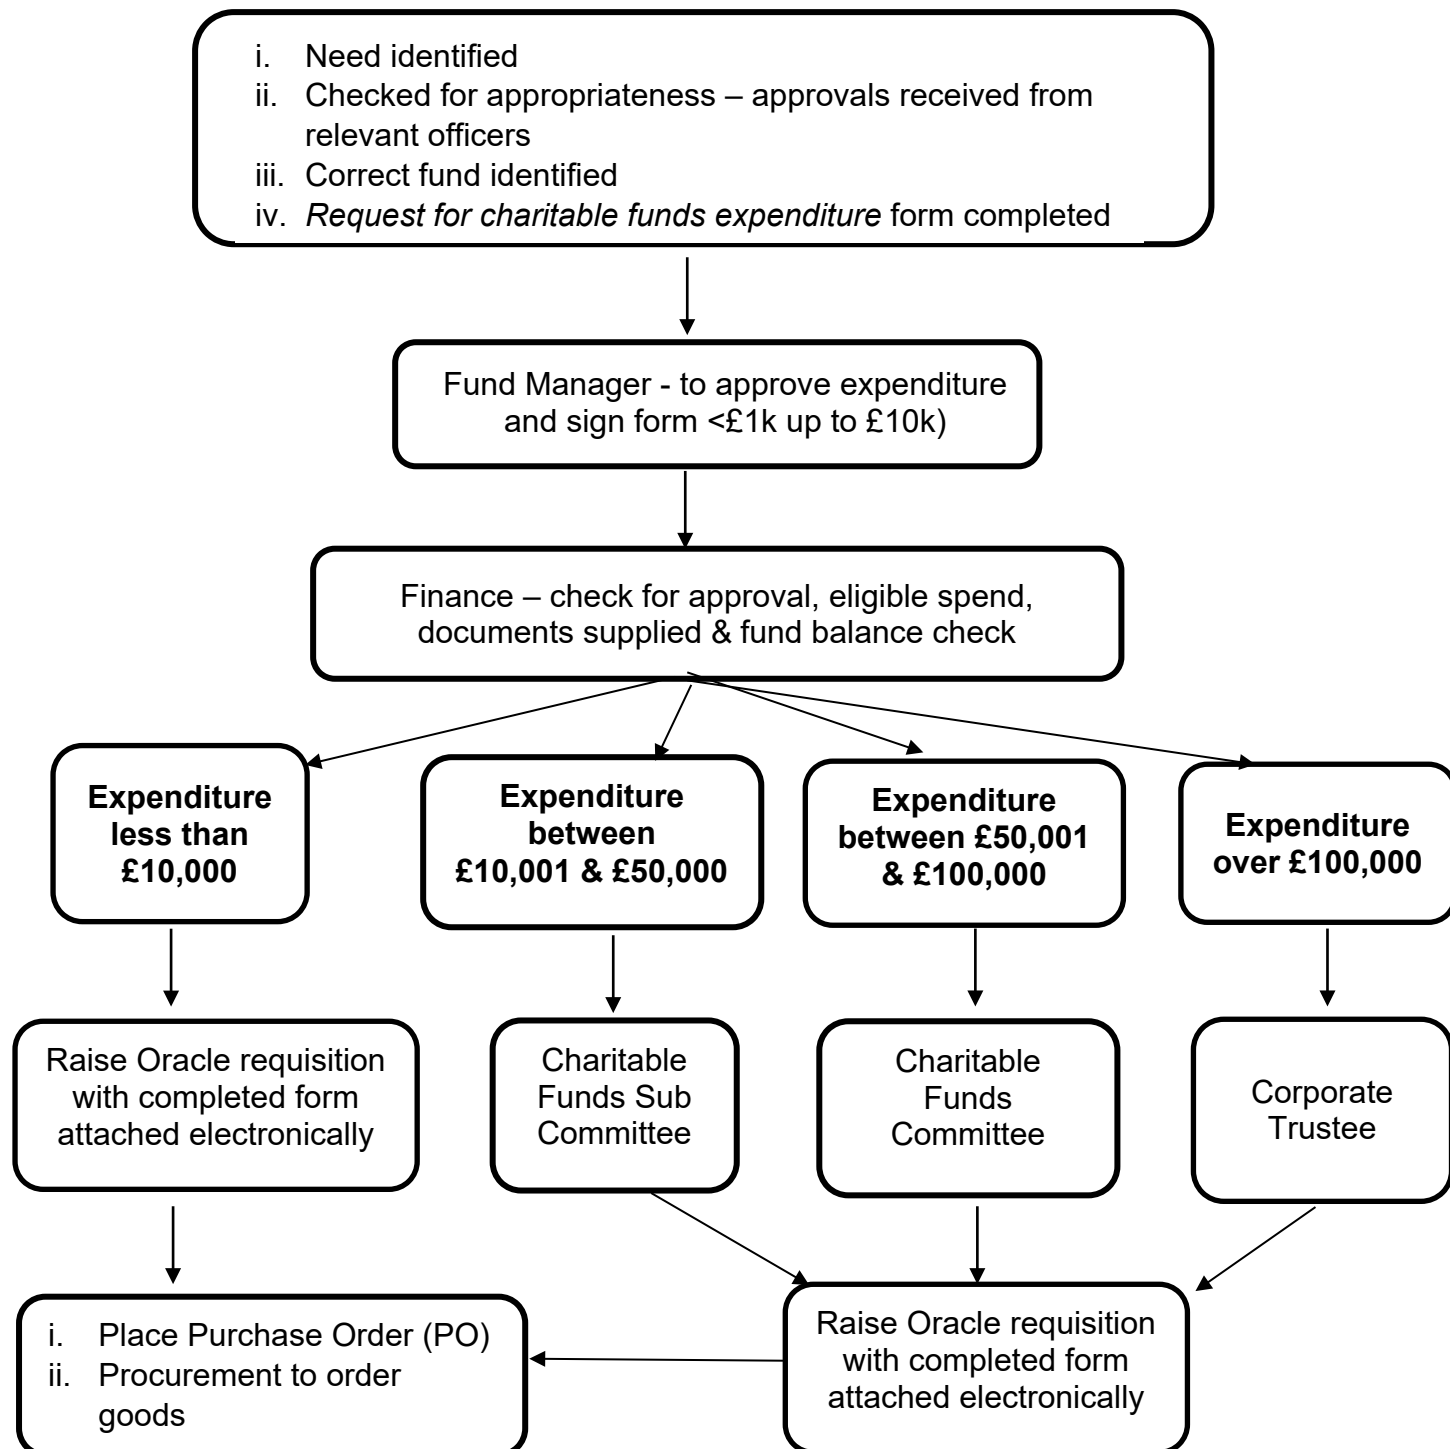 i. Need identified
ii. Checked for appropriateness – approvals received from
relevant officers
iii. Correct fund identified
iv. Request for charitable funds expenditure form completed
Fund Manager - to approve expenditure
and sign form <£1k up to £10k)
Finance – check for approval, eligible spend,
documents supplied & fund balance check
Expenditure
less than
£10,000
Expenditure
between
£10,001 & £50,000
Expenditure
between £50,001
& £100,000
Expenditure
over £100,000
Raise Oracle requisition
with completed form
attached electronically
Charitable
Funds Sub
Committee
Charitable
Funds
Committee
Corporate
Trustee
i. Place Purchase Order (PO)
ii. Procurement to order
goods
Raise Oracle requisition
with completed form
attached electronically